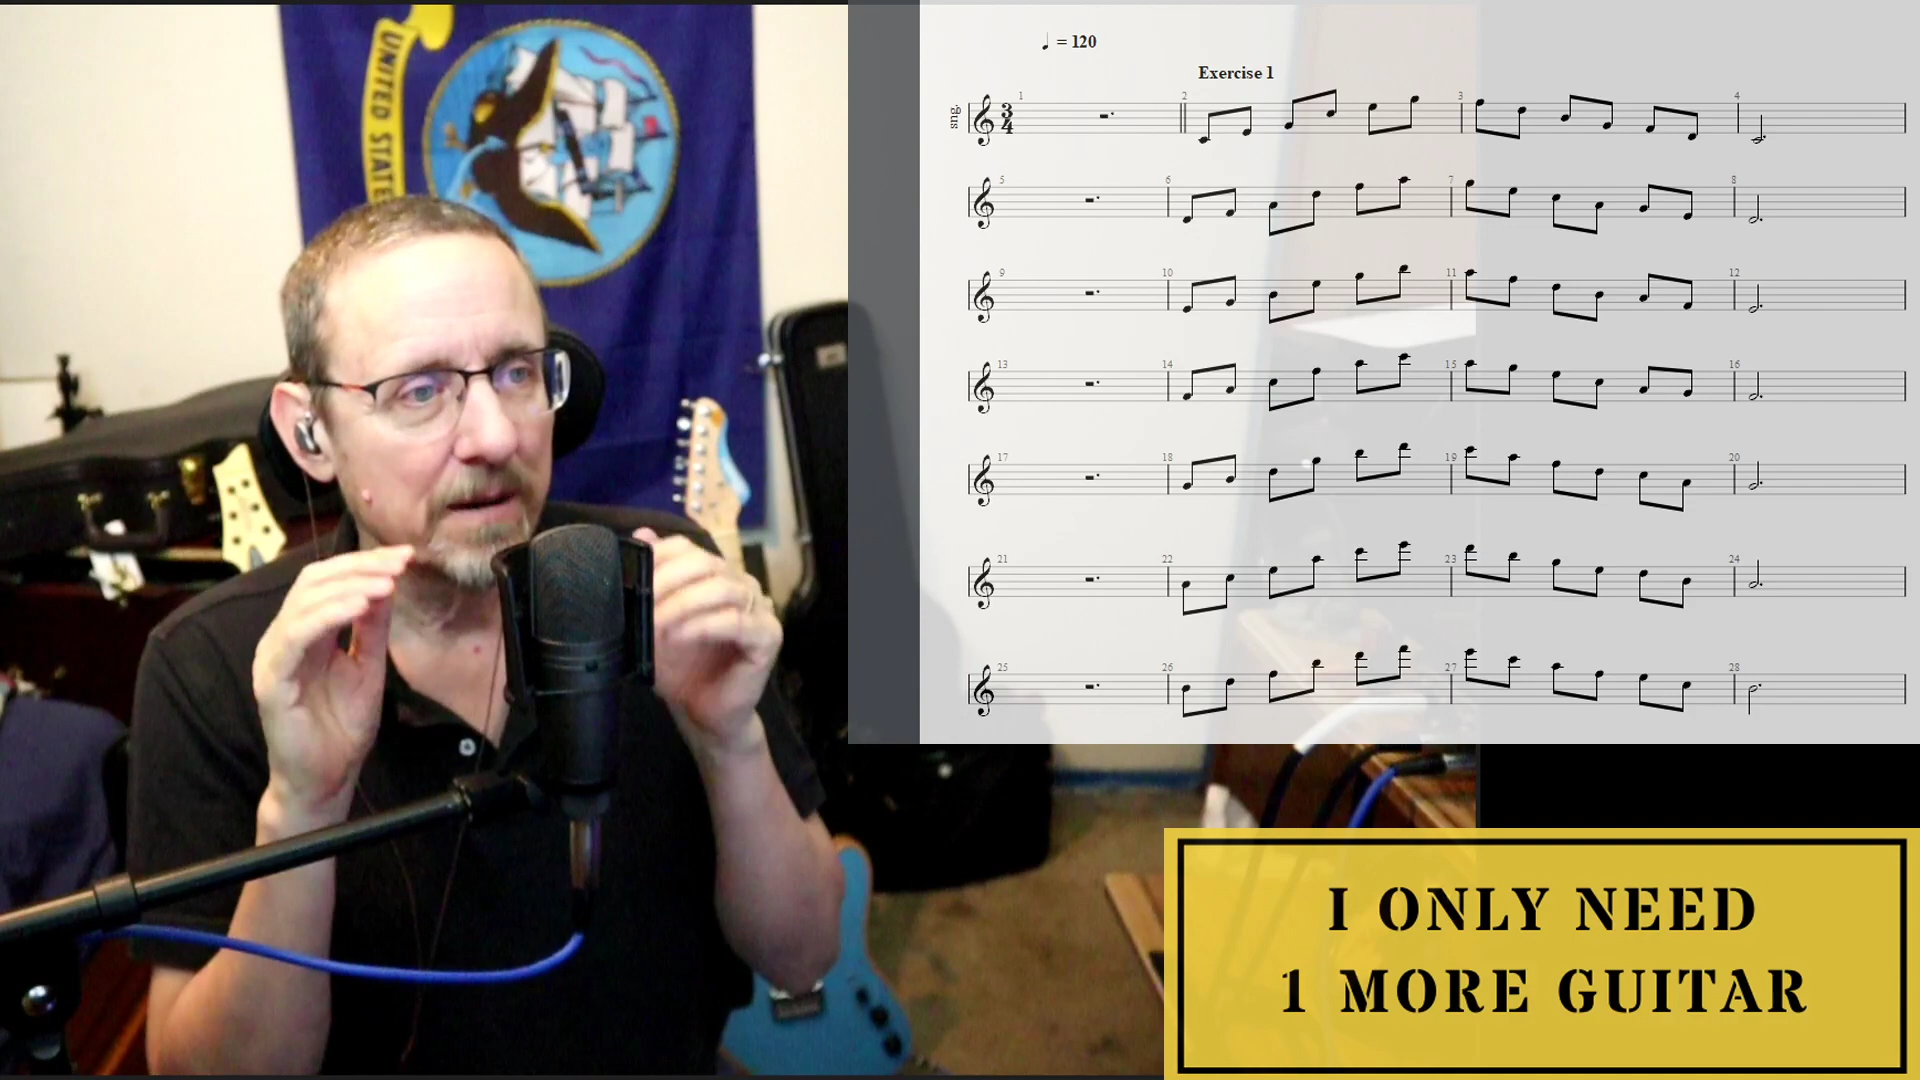 UNITED STATE
= 120
Exercise 1
sng.
3
4
1 2 3 4
5 6 7 8
9 10 11 12
13 14 15 16
17 18 19 20
21 22 23 24
25 26 27 28
I ONLY NEED
1 MORE GUITAR